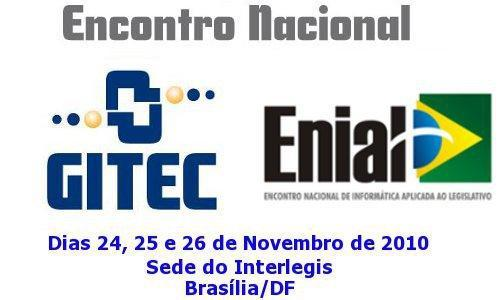 Encontro Nacional
GITEC
Enial
ENCONTRO NACIONAL DE INFORMÁTICA APLICADA AO LEGISLATIVO
Dias 24, 25 e 26 de Novembro de 2010
Sede do Interlegis
Brasília/DF